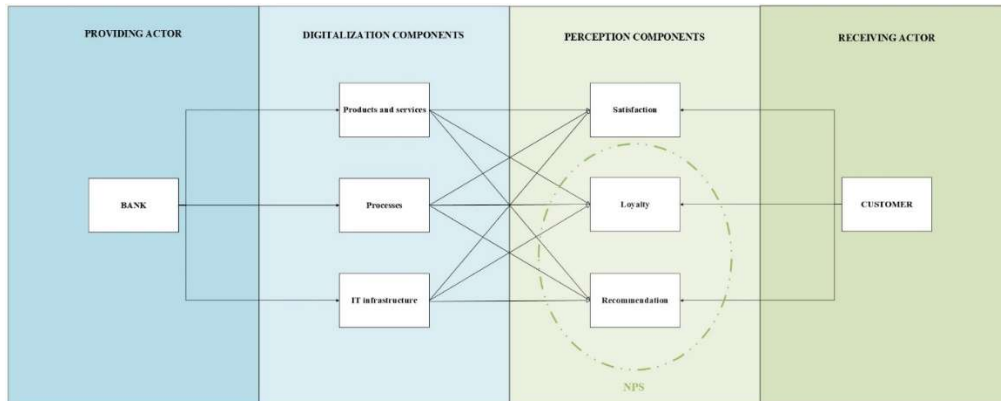 PROVIDING ACTOR
DIGITALIZATION COMPONENTS
PERCEPTION COMPONENTS
RECEIVING ACTOR
Products and services
Satisfaction
BANK
Processes
Loyalty
CUSTOMER
IT infrastructure
Recommendation
NPS